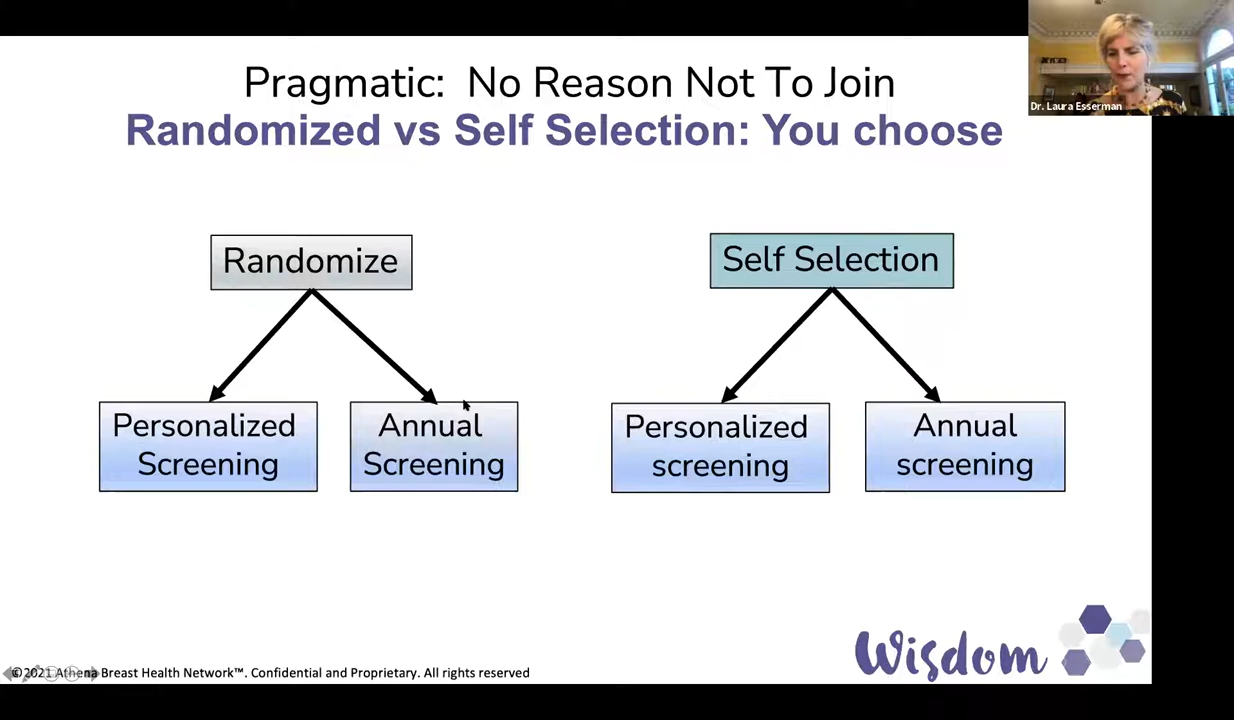 Pragmatic: No Reason Not To Join
Randomized vs Self Selection: You choose
Dr. Laura Esserman
Randomize
Self Selection
Personalized
Screening
Annual
Screening
Personalized
screening
Annual
screening
Wisdom
©2021 Athena Breast Health Network™. Confidential and Proprietary. All rights reserved